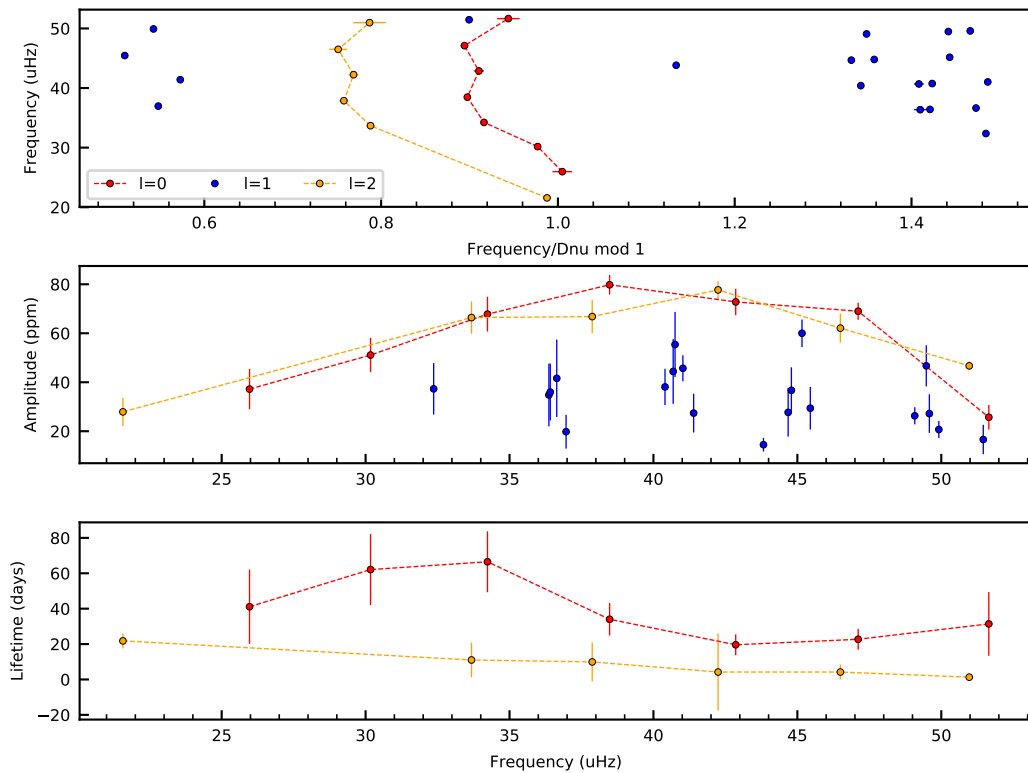 50
40
30
20
Frequency (uHz)
l=0 l=1 l=2
0.6 0.8 1.0 1.2 1.4
Frequency/Dnu mod 1
80
60
40
20
Amplitude (ppm)
25 30 35 40 45 50
80
60
40
20
0
−20
Lifetime (days)
25 30 35 40 45 50
Frequency (uHz)